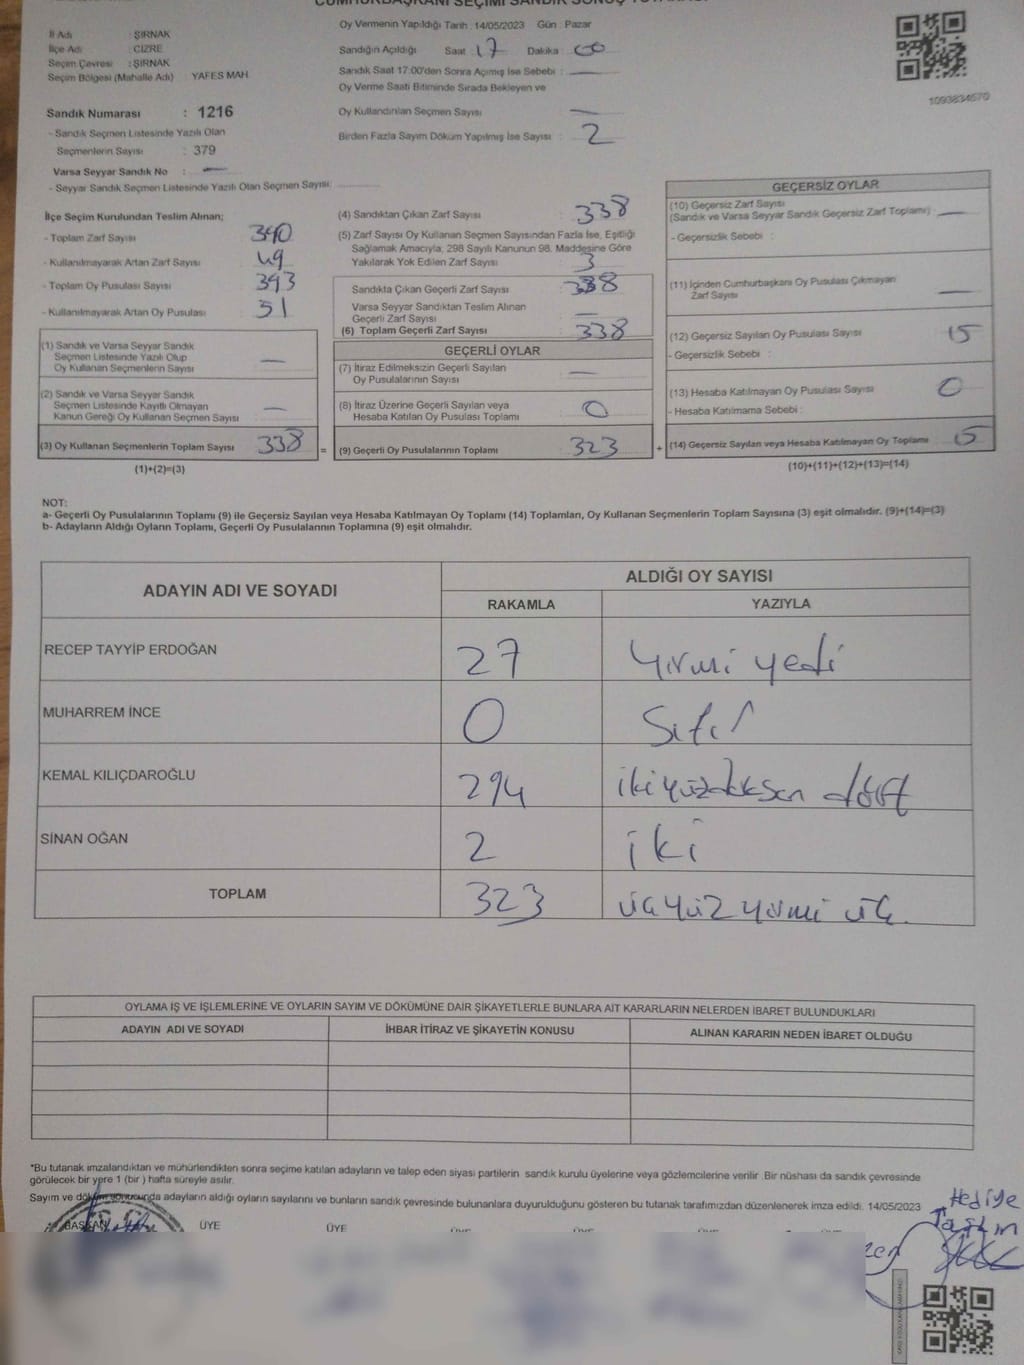 CUMHURBAŞKANI SEÇİMİ SANDIK SONUÇ TUTANAĞI
İl Adı : ŞIRNAK
İlçe Adı : CİZRE
Seçim Çevresi : ŞIRNAK
Seçim Bölgesi (Mahalle Adı) : YAFES MAH.
Oy Vermenin Yapıldığı Tarih : 14/05/2023 Gün : Pazar
Sandığın Açıldığı Saat : 17 Dakika : 00
Sandık Saat 17:00'den Sonra Açılmış İse Sebebi : —
Oy Verme Saati Bitiminde Sırada Bekleyen ve
Oy Kullandırılan Seçmen Sayısı —
Birden Fazla Sayım Döküm Yapılmış İse Sayısı : 2
1093834670
Sandık Numarası : 1216
- Sandık Seçmen Listesinde Yazılı Olan
Seçmenlerin Sayısı : 379
Varsa Seyyar Sandık No : —
- Seyyar Sandık Seçmen Listesinde Yazılı Olan Seçmen Sayısı:
İlçe Seçim Kurulundan Teslim Alınan;
- Toplam Zarf Sayısı 390
- Kullanılmayarak Artan Zarf Sayısı : 49
- Toplam Oy Pusulası Sayısı : 393
- Kullanılmayarak Artan Oy Pusulası : 51
(1) Sandık ve Varsa Seyyar Sandık
Seçmen Listesinde Yazılı Olup
Oy Kullanan Seçmenlerin Sayısı —
(2) Sandık ve Varsa Seyyar Sandık
Seçmen Listesinde Kayıtlı Olmayan
Kanun Gereği Oy Kullanan Seçmen Sayısı —
(3) Oy Kullanan Seçmenlerin Toplam Sayısı 338
(1)+(2)=(3)
(4) Sandıktan Çıkan Zarf Sayısı : 338
(5) Zarf Sayısı Oy Kullanan Seçmen Sayısından Fazla İse, Eşitliği
Sağlamak Amacıyla, 298 Sayılı Kanunun 98. Maddesine Göre
Yakılarak Yok Edilen Zarf Sayısı : 3
Sandıkta Çıkan Geçerli Zarf Sayısı : 338
Varsa Seyyar Sandıktan Teslim Alınan
Geçerli Zarf Sayısı : —
(6) Toplam Geçerli Zarf Sayısı : 338
GEÇERLİ OYLAR
(7) İtiraz Edilmeksizin Geçerli Sayılan
Oy Pusulalarının Sayısı : —
(8) İtiraz Üzerine Geçerli Sayılan veya
Hesaba Katılan Oy Pusulası Toplamı : 0
= (9) Geçerli Oy Pusulalarının Toplamı : 323
GEÇERSİZ OYLAR
(10) Geçersiz Zarf Sayısı
(Sandık ve Varsa Seyyar Sandık Geçersiz Zarf Toplamı) : —
- Geçersizlik Sebebi :
(11) İçinden Cumhurbaşkanı Oy Pusulası Çıkmayan
Zarf Sayısı : —
(12) Geçersiz Sayılan Oy Pusulası Sayısı : 15
- Geçersizlik Sebebi :
(13) Hesaba Katılmayan Oy Pusulası Sayısı : 0
- Hesaba Katılmama Sebebi :
+ (14) Geçersiz Sayılan veya Hesaba Katılmayan Oy Toplamı : 15
(10)+(11)+(12)+(13)=(14)
NOT:
a- Geçerli Oy Pusulalarının Toplamı (9) ile Geçersiz Sayılan veya Hesaba Katılmayan Oy Toplamı (14) Toplamları, Oy Kullanan Seçmenlerin Toplam Sayısına (3) eşit olmalıdır. (9)+(14)=(3)
b- Adayların Aldığı Oyların Toplamı, Geçerli Oy Pusulalarının Toplamına (9) eşit olmalıdır.
ADAYIN ADI VE SOYADI ALDIĞI OY SAYISI
RAKAMLA YAZIYLA
RECEP TAYYİP ERDOĞAN 27 Yirmi yedi
MUHARREM İNCE 0 Sıfır
KEMAL KILIÇDAROĞLU 294 ikiyüzdoksan dört
SİNAN OĞAN 2 iki
TOPLAM 323 üçyüz yirmi üç.
OYLAMA İŞ VE İŞLEMLERİNE VE OYLARIN SAYIM VE DÖKÜMÜNE DAİR ŞİKAYETLERLE BUNLARA AİT KARARLARIN NELERDEN İBARET BULUNDUKLARI
ADAYIN ADI VE SOYADI İHBAR İTİRAZ VE ŞİKAYETİN KONUSU ALINAN KARARIN NEDEN İBARET OLDUĞU
*Bu tutanak imzalandıktan ve mühürlendikten sonra seçime katılan adayların ve talep eden siyasi partilerin sandık kurulu üyelerine veya gözlemcilerine verilir. Bir nüshası da sandık çevresinde
görülecek bir yere 1 (bir ) hafta süreyle asılır.
Sayım ve döküm sonucunda adayların aldığı oyların sayılarını ve bunların sandık çevresinde bulunanlara duyurulduğunu gösteren bu tutanak tarafımızdan düzenlenerek imza edildi. 14/05/2023
Hediye
Taşkın
BAŞKAN ÜYE ÜYE